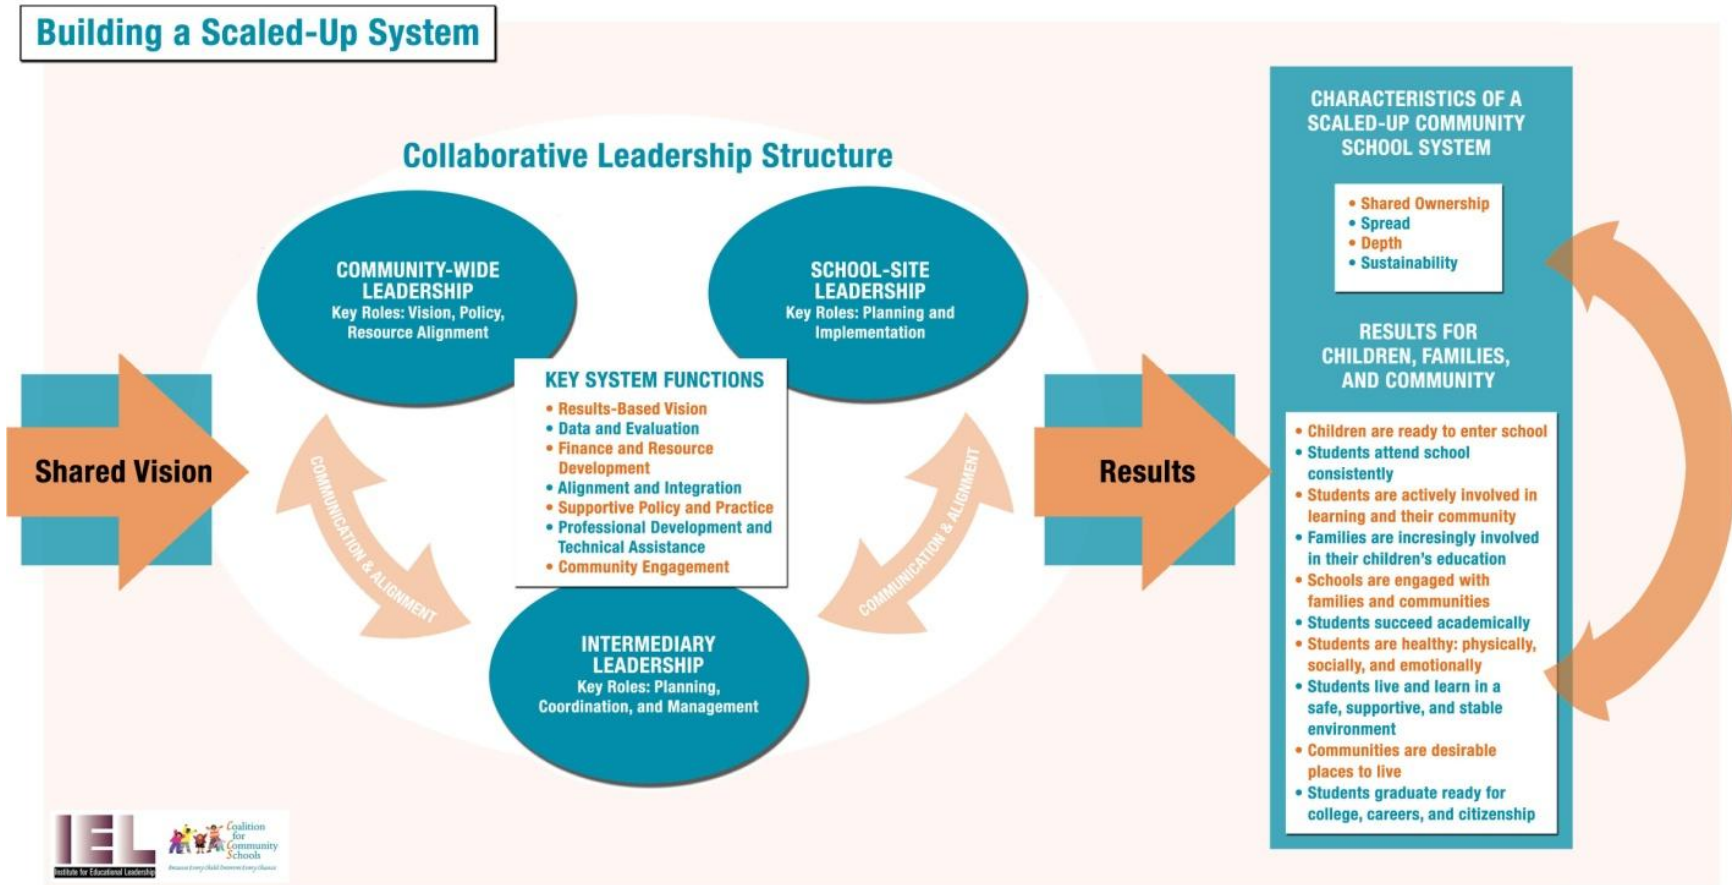 Building a Scaled-Up System
Collaborative Leadership Structure
COMMUNITY-WIDE
LEADERSHIP
Key Roles: Vision, Policy,
Resource Alignment
SCHOOL-SITE
LEADERSHIP
Key Roles: Planning and
Implementation
Shared Vision
KEY SYSTEM FUNCTIONS
• Results-Based Vision
• Data and Evaluation
• Finance and Resource
Development
• Alignment and Integration
• Supportive Policy and Practice
• Professional Development and
Technical Assistance
• Community Engagement
COMMUNICATION & ALIGNMENT
COMMUNICATION & ALIGNMENT
INTERMEDIARY
LEADERSHIP
Key Roles: Planning,
Coordination, and Management
Results
CHARACTERISTICS OF A
SCALED-UP COMMUNITY
SCHOOL SYSTEM
• Shared Ownership
• Spread
• Depth
• Sustainability
RESULTS FOR
CHILDREN, FAMILIES,
AND COMMUNITY
• Children are ready to enter school
• Students attend school
consistently
• Students are actively involved in
learning and their community
• Families are incresingly involved
in their children's education
• Schools are engaged with
families and communities
• Students succeed academically
• Students are healthy: physically,
socially, and emotionally
• Students live and learn in a
safe, supportive, and stable
environment
• Communities are desirable
places to live
• Students graduate ready for
college, careers, and citizenship
IEL
Institute for Educational Leadership
Coalition
for
Community
Schools
Because Every Child Deserves Every Chance